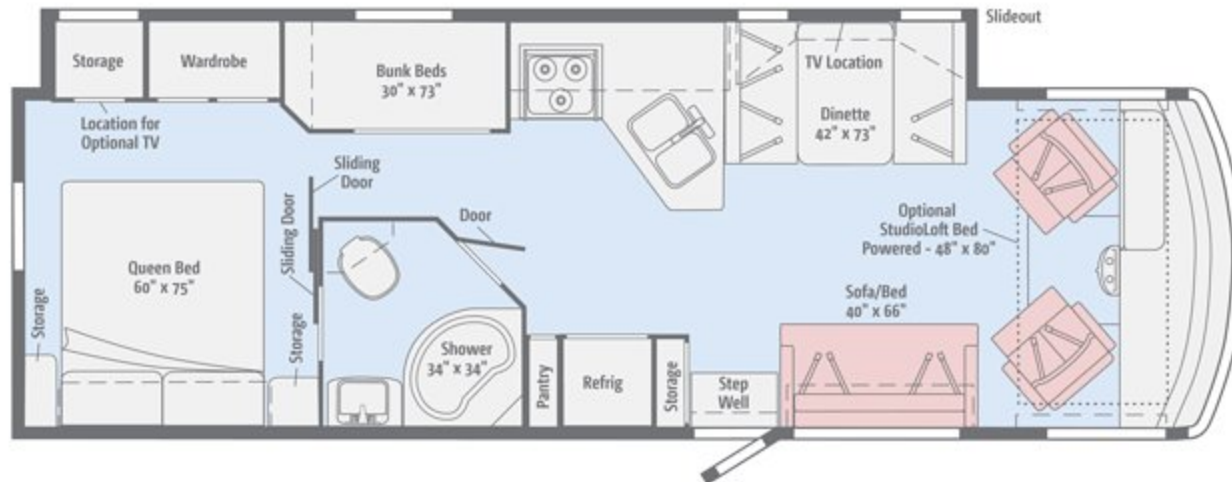 Slideout
Storage
Wardrobe
Bunk Beds
30" x 73"
TV Location
Dinette
42" x 73"
Location for
Optional TV
Sliding
Door
Sliding Door
Door
Optional
StudioLoft Bed
Powered - 48" x 80"
Queen Bed
60" x 75"
Sofa/Bed
40" x 66"
Storage
Storage
Shower
34" x 34"
Pantry
Refrig
Storage
Step
Well